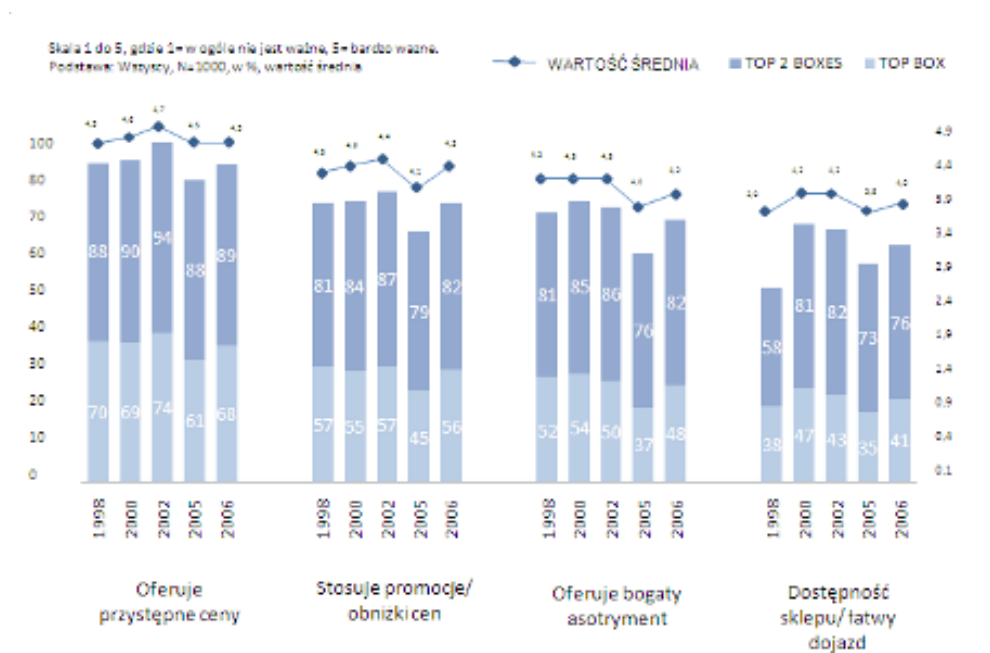 Skala 1 do 5, gdzie 1= w ogóle nie jest ważne, 5= bardzo wazne.
Podstawa: Wszyscy, N=1000, w %, wartość średnia
WARTOŚĆ ŚREDNIA TOP 2 BOXES TOP BOX
100
80
70
60
50
40
30
20
10
0
4.9
4.4
3.9
3.4
2.9
2.4
1.9
1.4
0.9
0.4
0.1
88 90 94 88 89
70 69 74 61 68
81 84 87 79 82
57 55 57 45 56
81 85 86 76 82
52 54 50 37 48
58 81 82 73 76
38 47 43 35 41
1998 2000 2002 2005 2006
1998 2000 2002 2005 2006
1998 2000 2002 2005 2006
1998 2000 2002 2005 2006
Oferuje
przystępne ceny
Stosuje promocje/
obniżki cen
Oferuje bogaty
asotryment
Dostępność
sklepu/ łatwy
dojazd